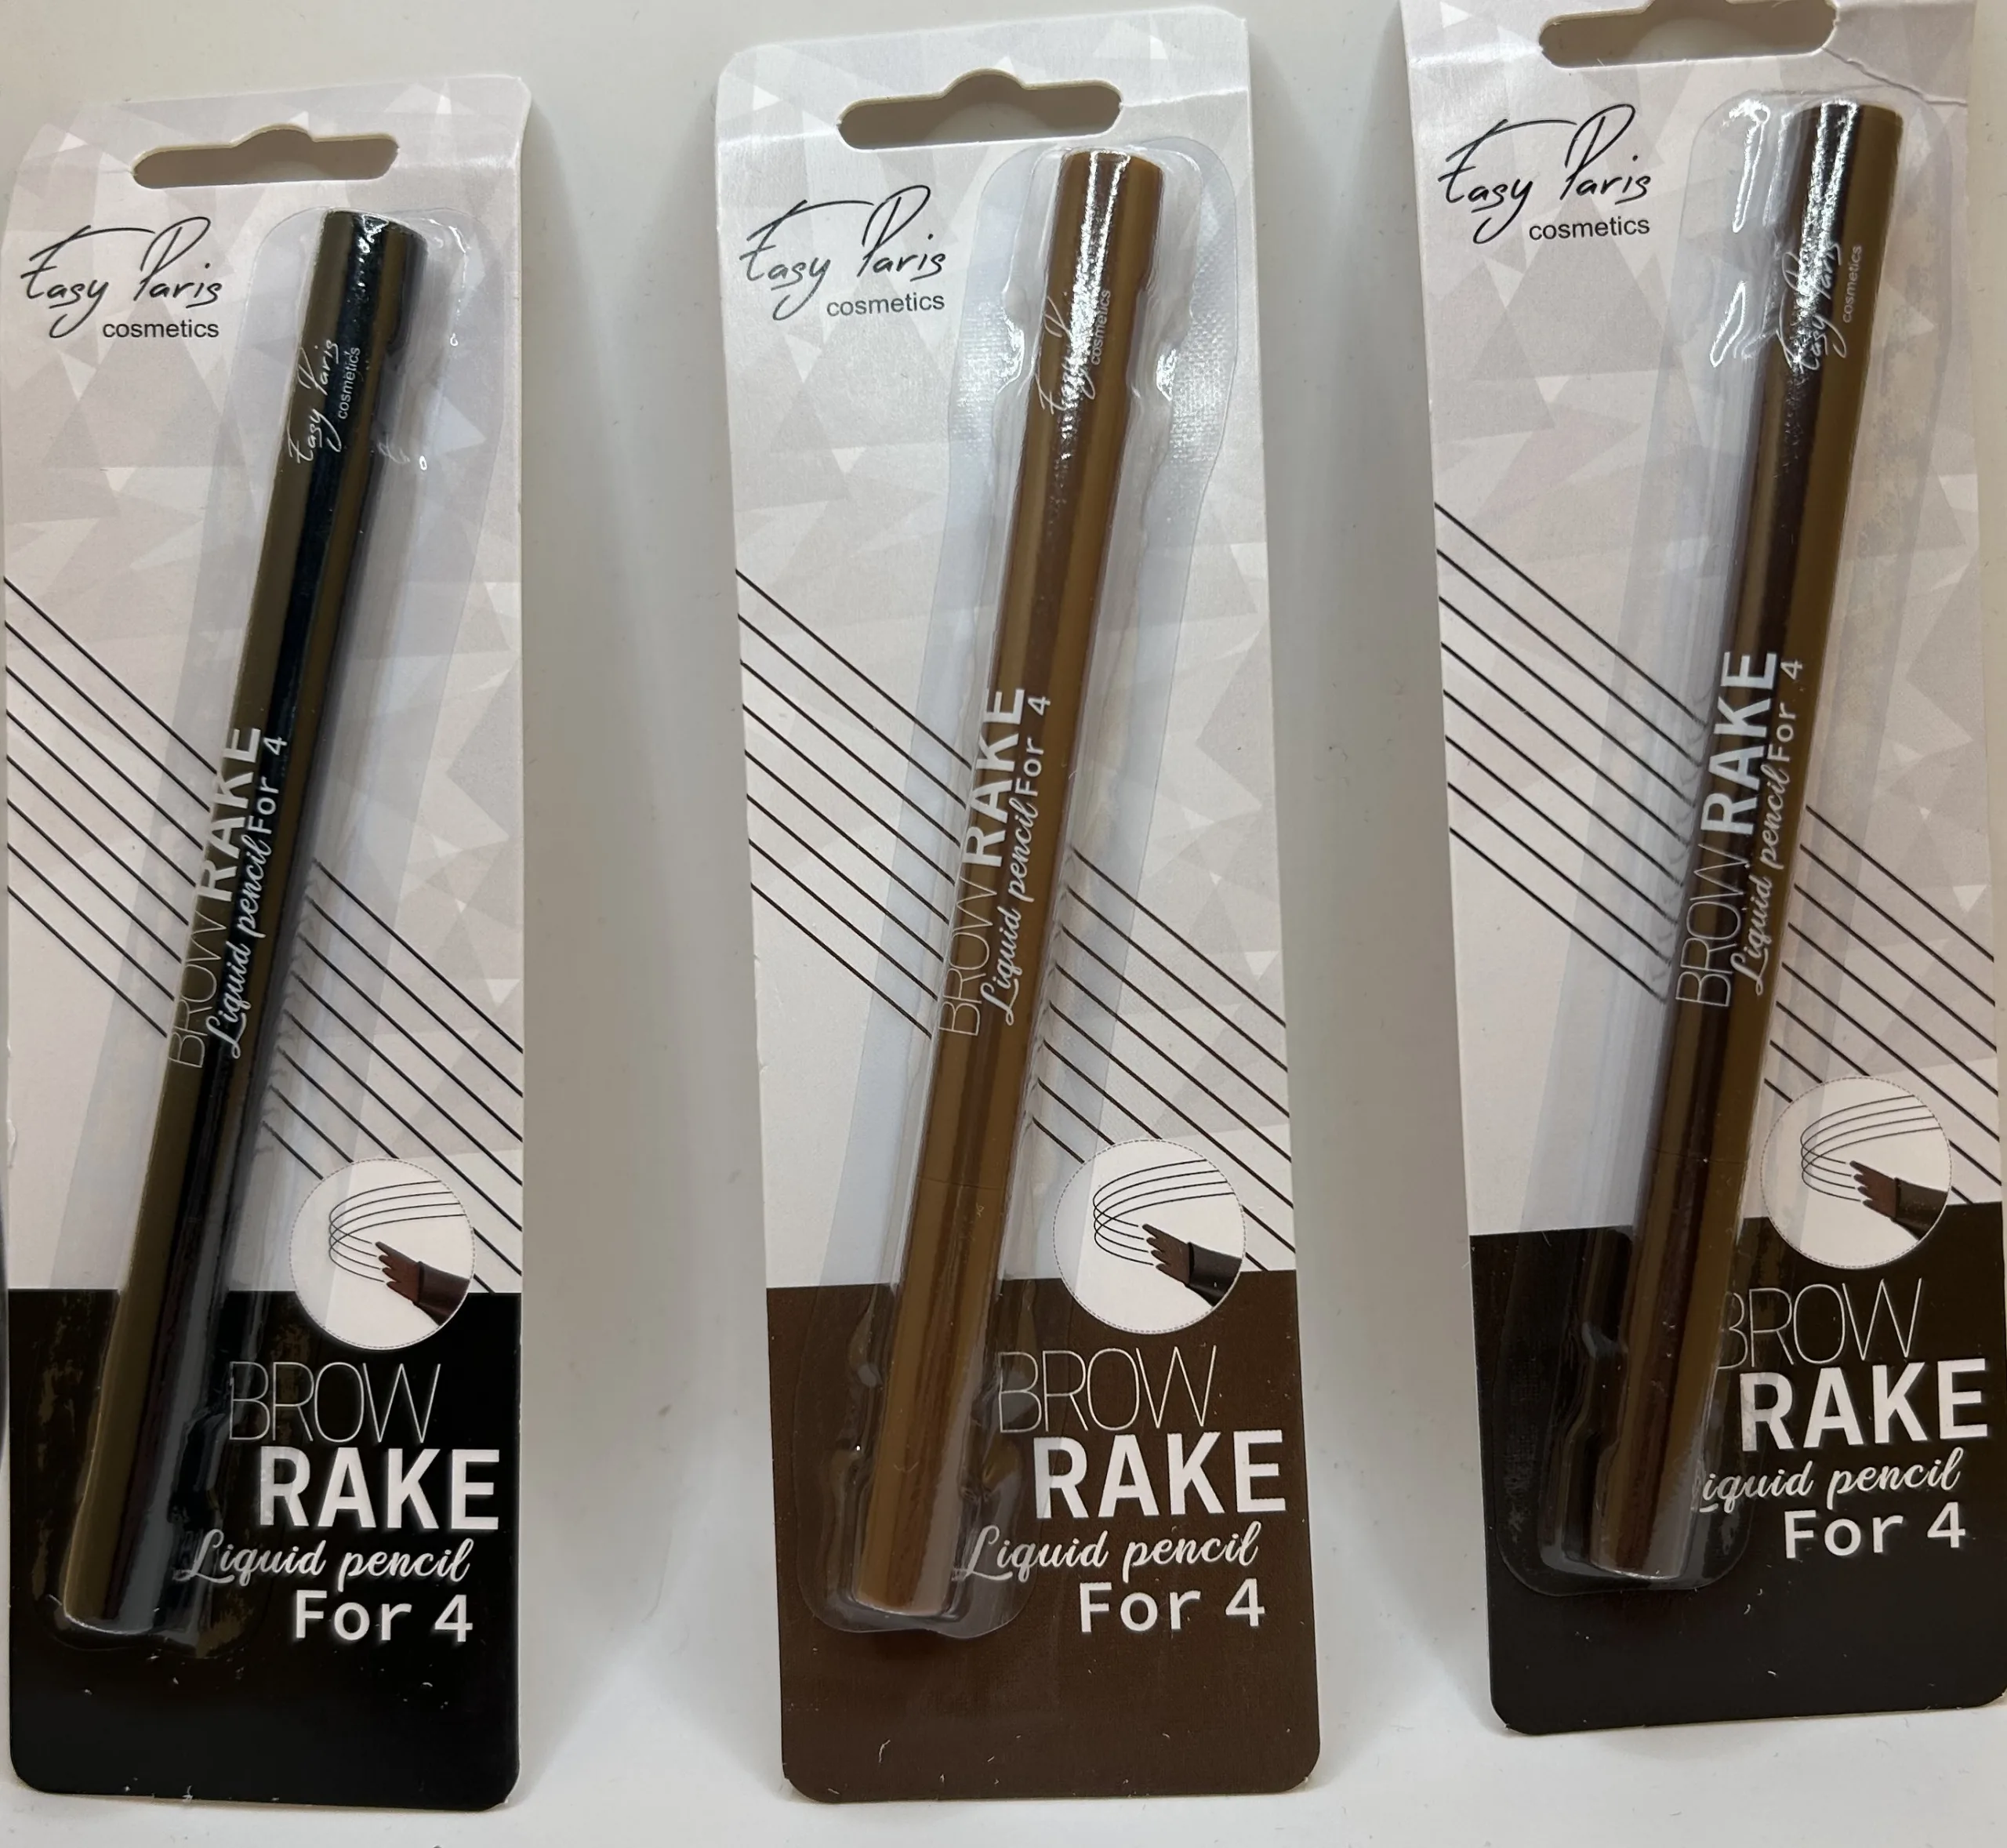 Easy Paris
cosmetics
Easy Paris
cosmetics
BROW RAKE
Liquid pencil For 4
BROW
RAKE
Liquid pencil
For 4
Easy Paris
cosmetics
Easy Paris
cosmetics
BROW RAKE
Liquid pencil For 4
BROW
RAKE
Liquid pencil
For 4
Easy Paris
cosmetics
Easy Paris
cosmetics
BROW RAKE
Liquid pencil For 4
BROW
RAKE
iquid pencil
For 4